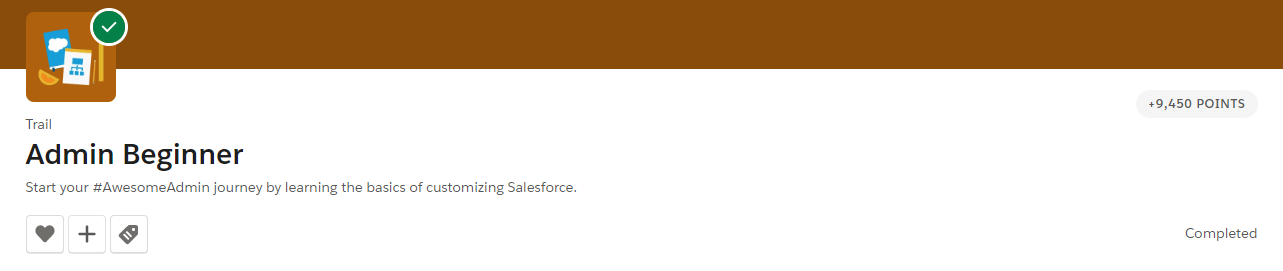 +9,450 POINTS
Trail
Admin Beginner
Start your #AwesomeAdmin journey by learning the basics of customizing Salesforce.
Completed